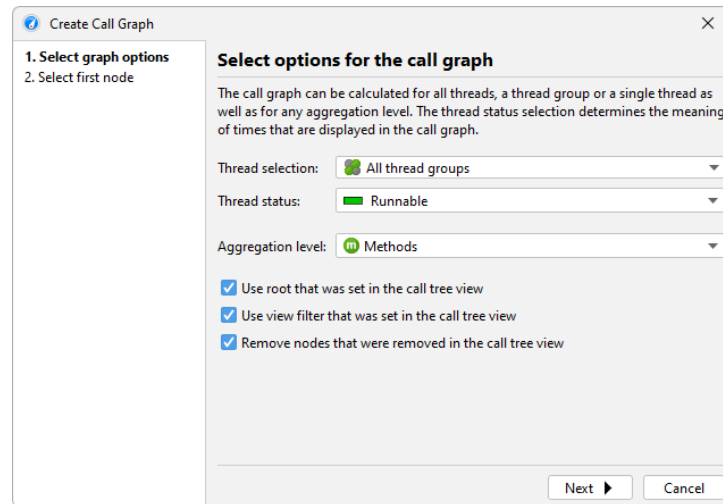 Create Call Graph
1. Select graph options
2. Select first node
Select options for the call graph
The call graph can be calculated for all threads, a thread group or a single thread as
well as for any aggregation level. The thread status selection determines the meaning
of times that are displayed in the call graph.
Thread selection: All thread groups
Thread status: Runnable
Aggregation level: m Methods
Use root that was set in the call tree view
Use view filter that was set in the call tree view
Remove nodes that were removed in the call tree view
Next Cancel